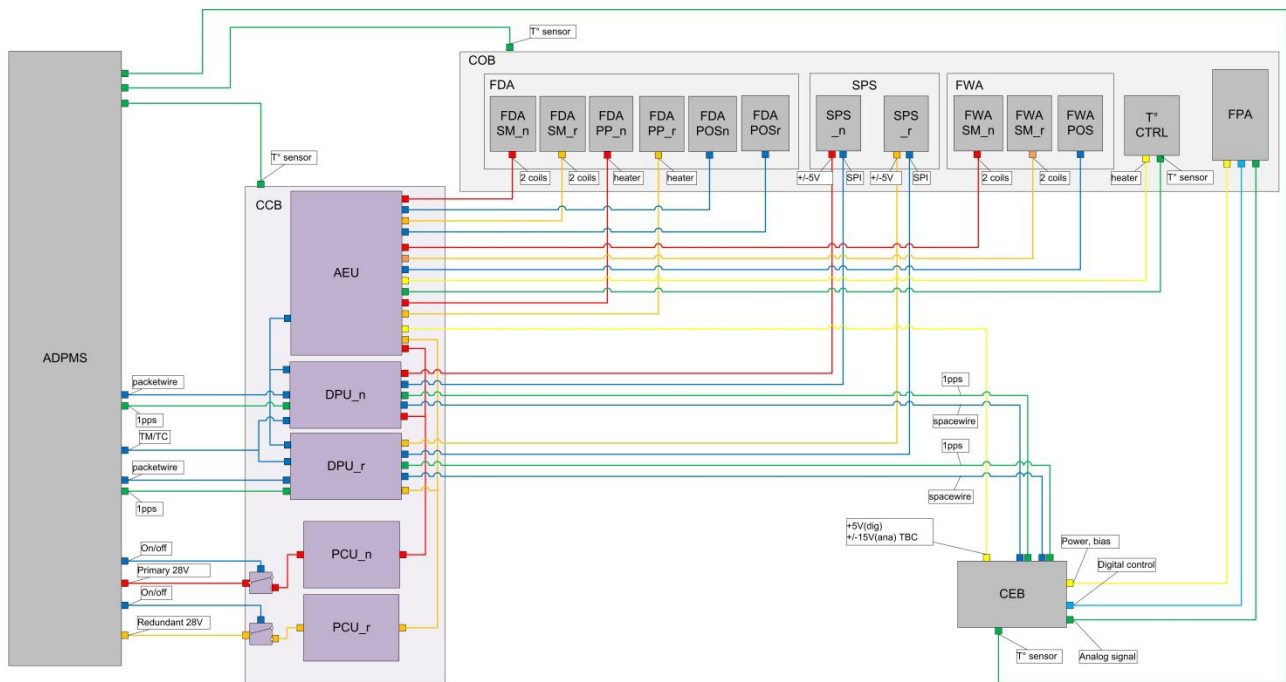 T° sensor
COB
FDA
SPS
FWA
FDA
SM_n
FDA
SM_r
FDA
PP_n
FDA
PP_r
FDA
POSn
FDA
POSr
SPS
_n
SPS
_r
FWA
SM_n
FWA
SM_r
FWA
POS
T°
CTRL
FPA
T° sensor
2 coils
2 coils
heater
heater
+/-5V
SPI
+/-5V
SPI
2 coils
2 coils
heater
T° sensor
CCB
AEU
ADPMS
packetwire
1pps
TM/TC
packetwire
1pps
DPU_n
DPU_r
1pps
spacewire
1pps
spacewire
On/off
Primary 28V
On/off
Redundant 28V
PCU_n
PCU_r
+5V(dig)
+/-15V(ana) TBC
Power, bias
Digital control
CEB
T° sensor
Analog signal